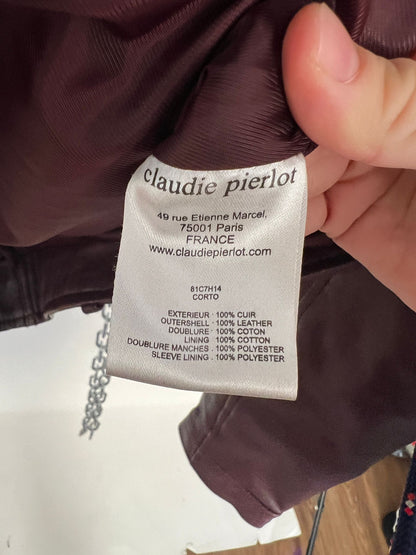 claudie pierlot
49 rue Etienne Marcel,
75001 Paris
FRANCE
www.claudiepierlot.com
81C7H14
CORTO
EXTERIEUR · 100% CUIR
OUTERSHELL · 100% LEATHER
DOUBLURE · 100% COTON
LINING · 100% COTTON
DOUBLURE MANCHES · 100% POLYESTER
SLEEVE LINING · 100% POLYESTER